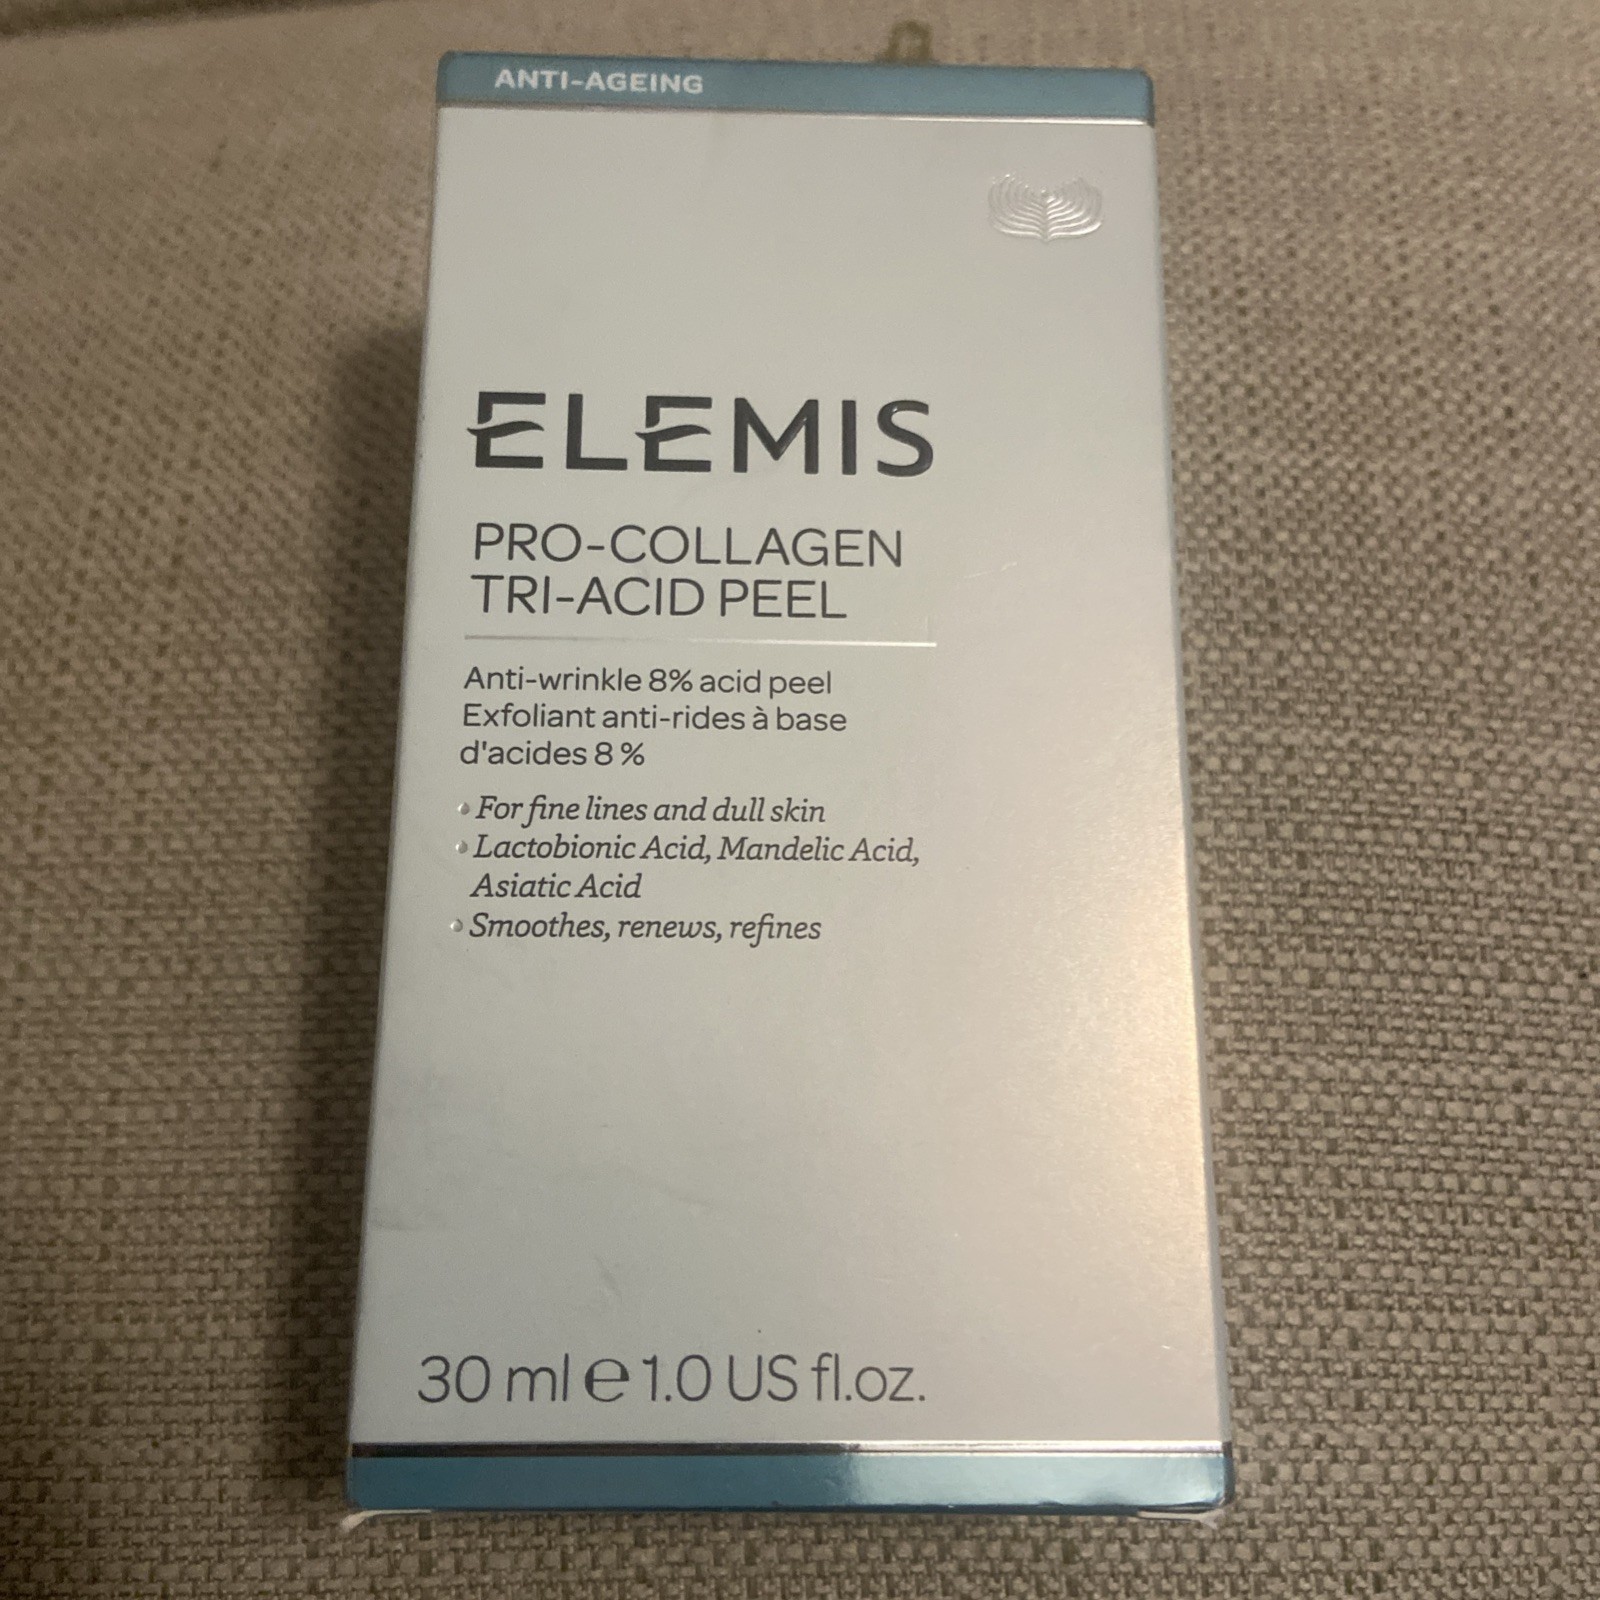 ANTI-AGEING
ELEMIS
PRO-COLLAGEN
TRI-ACID PEEL
Anti-wrinkle 8% acid peel
Exfoliant anti-rides à base
d'acides 8 %
• For fine lines and dull skin
• Lactobionic Acid, Mandelic Acid,
Asiatic Acid
• Smoothes, renews, refines
30 ml e 1.0 US fl.oz.